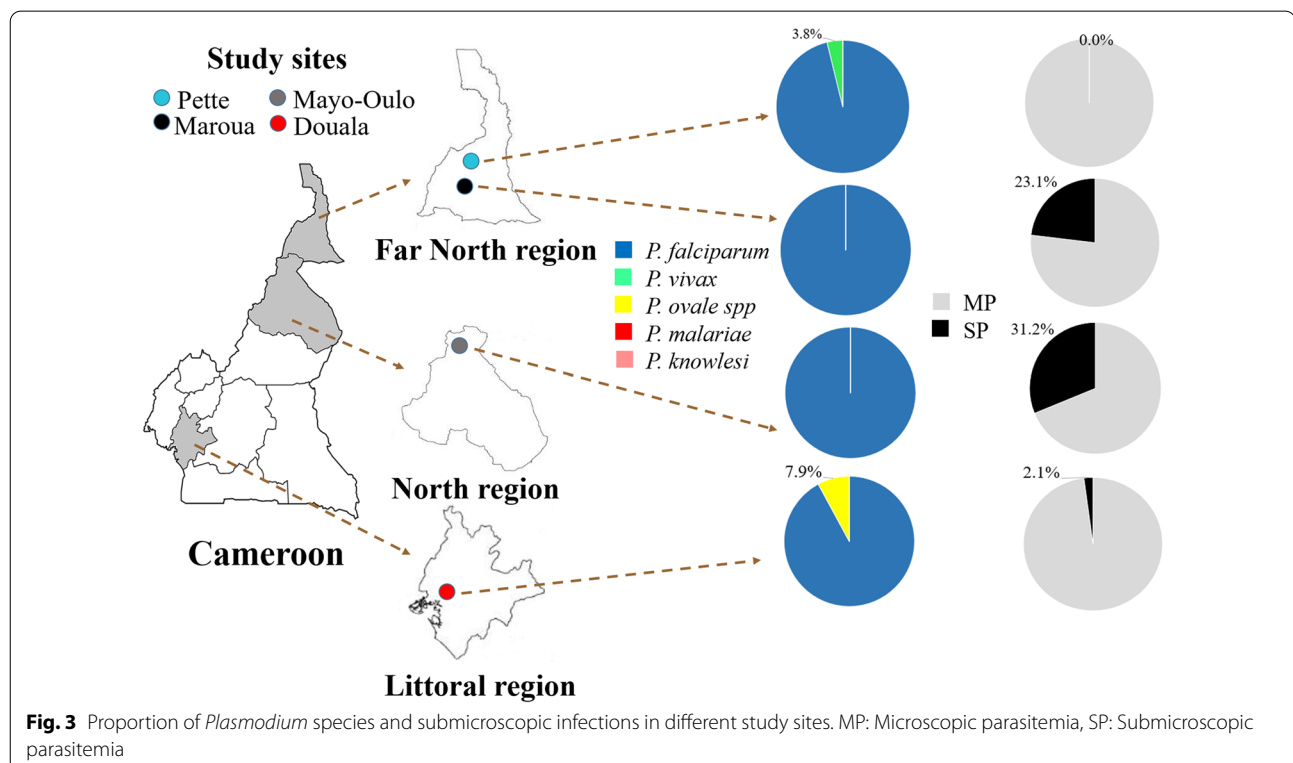 Study sites
Pette
Mayo-Oulo
Maroua
Douala
Far North region
North region
Cameroon
Littoral region
P. falciparum
P. vivax
P. ovale spp
P. malariae
P. knowlesi
3.8%
7.9%
MP
SP
0.0%
23.1%
31.2%
2.1%
Fig. 3 Proportion of Plasmodium species and submicroscopic infections in different study sites. MP: Microscopic parasitemia, SP: Submicroscopic
parasitemia